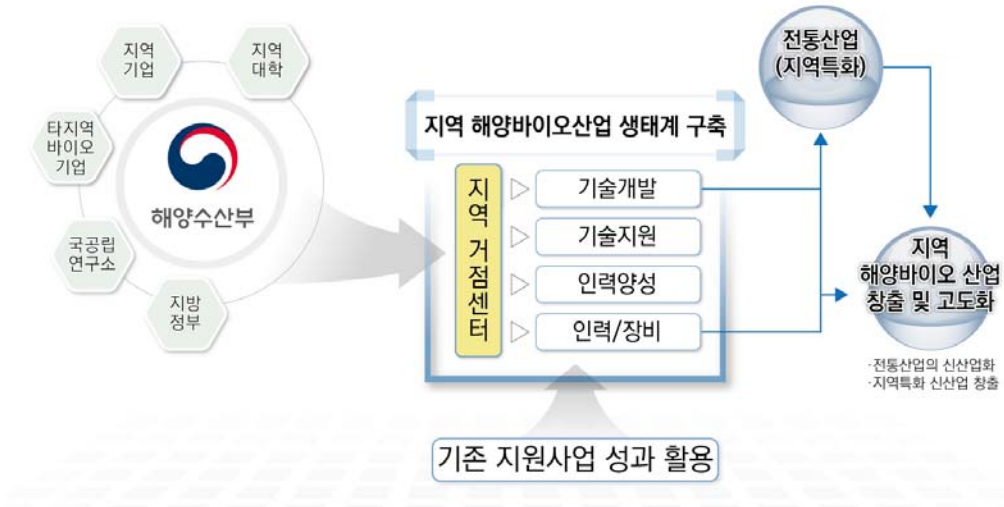 지역
기업
지역
대학
타지역
바이오
기업
해양수산부
국공립
연구소
지방
정부
지역 해양바이오산업 생태계 구축
지역 거점센터
기술개발
기술지원
인력양성
인력/장비
기존 지원사업 성과 활용
전통산업
(지역특화)
지역
해양바이오 산업
창출 및 고도화
·전통산업의 신산업화
·지역특화 신산업 창출